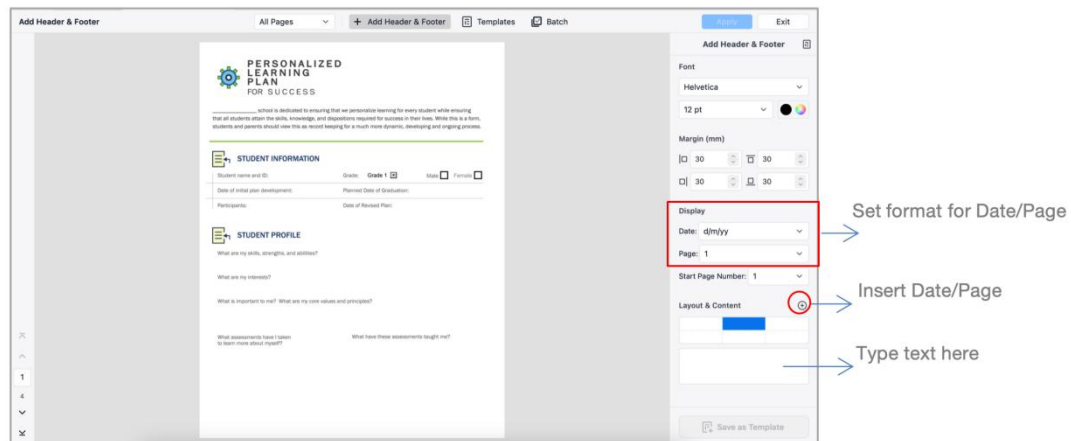 Add Header & Footer
All Pages
+ Add Header & Footer
Templates
Batch
Apply
Exit
PERSONALIZED
LEARNING
PLAN
FOR SUCCESS
school is dedicated to ensuring that we personalize learning for every student while ensuring
that all students attain the skills, knowledge, and dispositions required for success in their lives. While this is a form,
students and parents should view this as record keeping for a much more dynamic, developing and ongoing process.
STUDENT INFORMATION
Student name and ID:
Grade: Grade 1
Male
Female
Date of initial plan development:
Planned Date of Graduation:
Participants:
Date of Revised Plan:
STUDENT PROFILE
What are my skills, strengths, and abilities?
What are my interests?
What is important to me? What are my core values and principles?
What assessments have I taken
to learn more about myself?
What have these assessments taught me?
1
4
Add Header & Footer
Font
Helvetica
12 pt
Margin (mm)
30
30
30
30
Display
Date: d/m/yy
Page: 1
Start Page Number: 1
Layout & Content
Save as Template
Set format for Date/Page
Insert Date/Page
Type text here